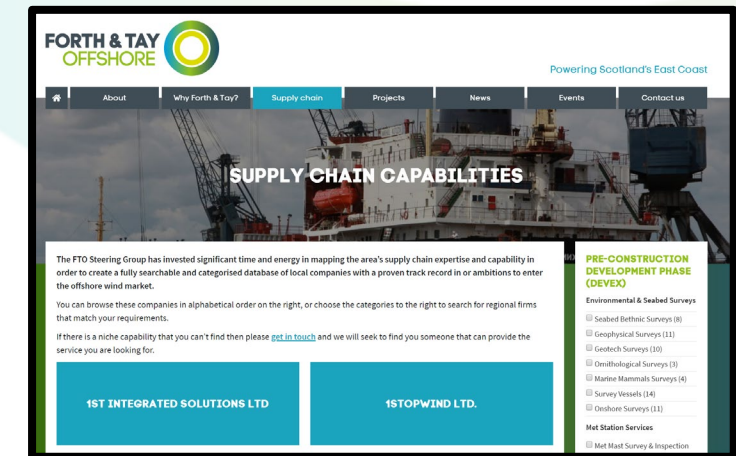 FORTH & TAY
OFFSHORE
Powering Scotland's East Coast
About
Why Forth & Tay?
Supply chain
Projects
News
Events
Contact us
SUPPLY CHAIN CAPABILITIES
The FTO Steering Group has invested significant time and energy in mapping the area's supply chain expertise and capability in
order to create a fully searchable and categorised database of local companies with a proven track record in or ambitions to enter
the offshore wind market.
You can browse these companies in alphabetical order on the right, or choose the categories to the right to search for regional firms
that match your requirements.
If there is a niche capability that you can't find then please get in touch and we will seek to find you someone that can provide the
service you are looking for.
1ST INTEGRATED SOLUTIONS LTD
1STOPWIND LTD.
PRE-CONSTRUCTION
DEVELOPMENT PHASE
(DEVEX)
Environmental & Seabed Surveys
Seabed Bethnic Surveys (8)
Geophysical Surveys (11)
Geotech Surveys (10)
Ornithological Surveys (3)
Marine Mammals Surveys (4)
Survey Vessels (14)
Onshore Surveys (11)
Met Station Services
Met Mast Survey & Inspection